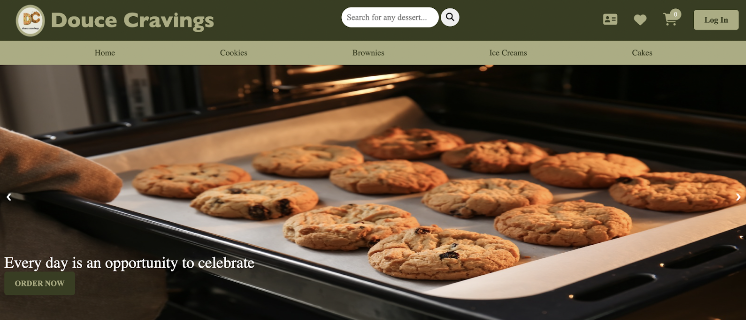 DC
Douce Cravings
Search for any dessert...
0
Log In
Home
Cookies
Brownies
Ice Creams
Cakes
Every day is an opportunity to celebrate
ORDER NOW